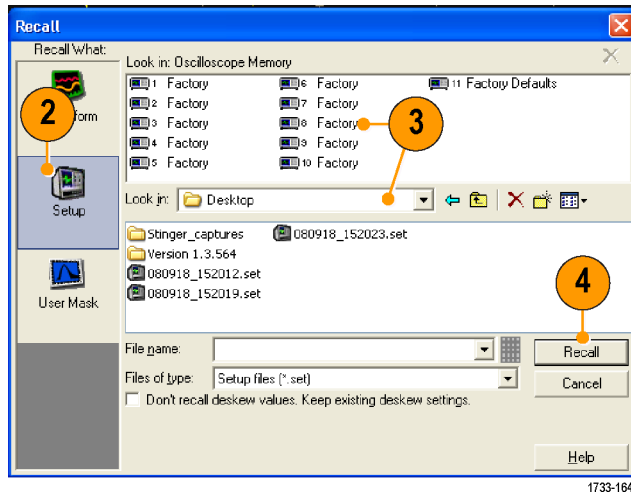 Recall
Recall What:
Look in: Oscilloscope Memory
1 Factory
2 Factory
3 Factory
4 Factory
5 Factory
6 Factory
7 Factory
8 Factory
9 Factory
10 Factory
11 Factory Defaults
2
form
3
Setup
Look in:
Desktop
Stinger_captures
Version 1.3.564
080918_152012.set
080918_152019.set
080918_152023.set
User Mask
4
File name:
Recall
Files of type:
Setup files (*.set)
Cancel
Don't recall deskew values. Keep existing deskew settings.
Help
1733-164